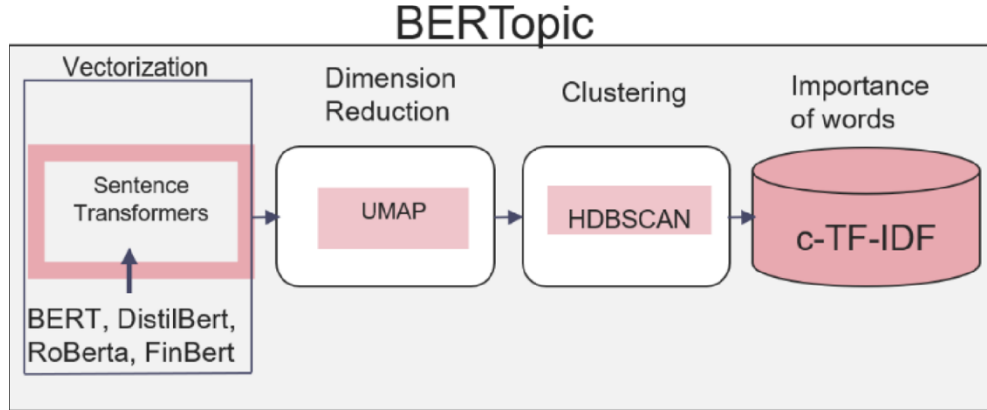 BERTopic
Vectorization
Sentence
Transformers
BERT, DistilBert,
RoBerta, FinBert
Dimension
Reduction
UMAP
Clustering
HDBSCAN
Importance
of words
c-TF-IDF